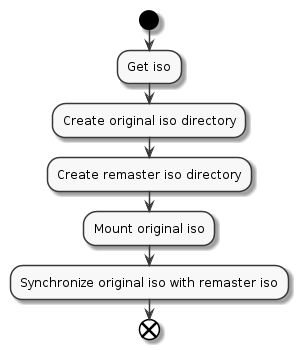 Get iso
Create original iso directory
Create remaster iso directory
Mount original iso
Synchronize original iso with remaster iso